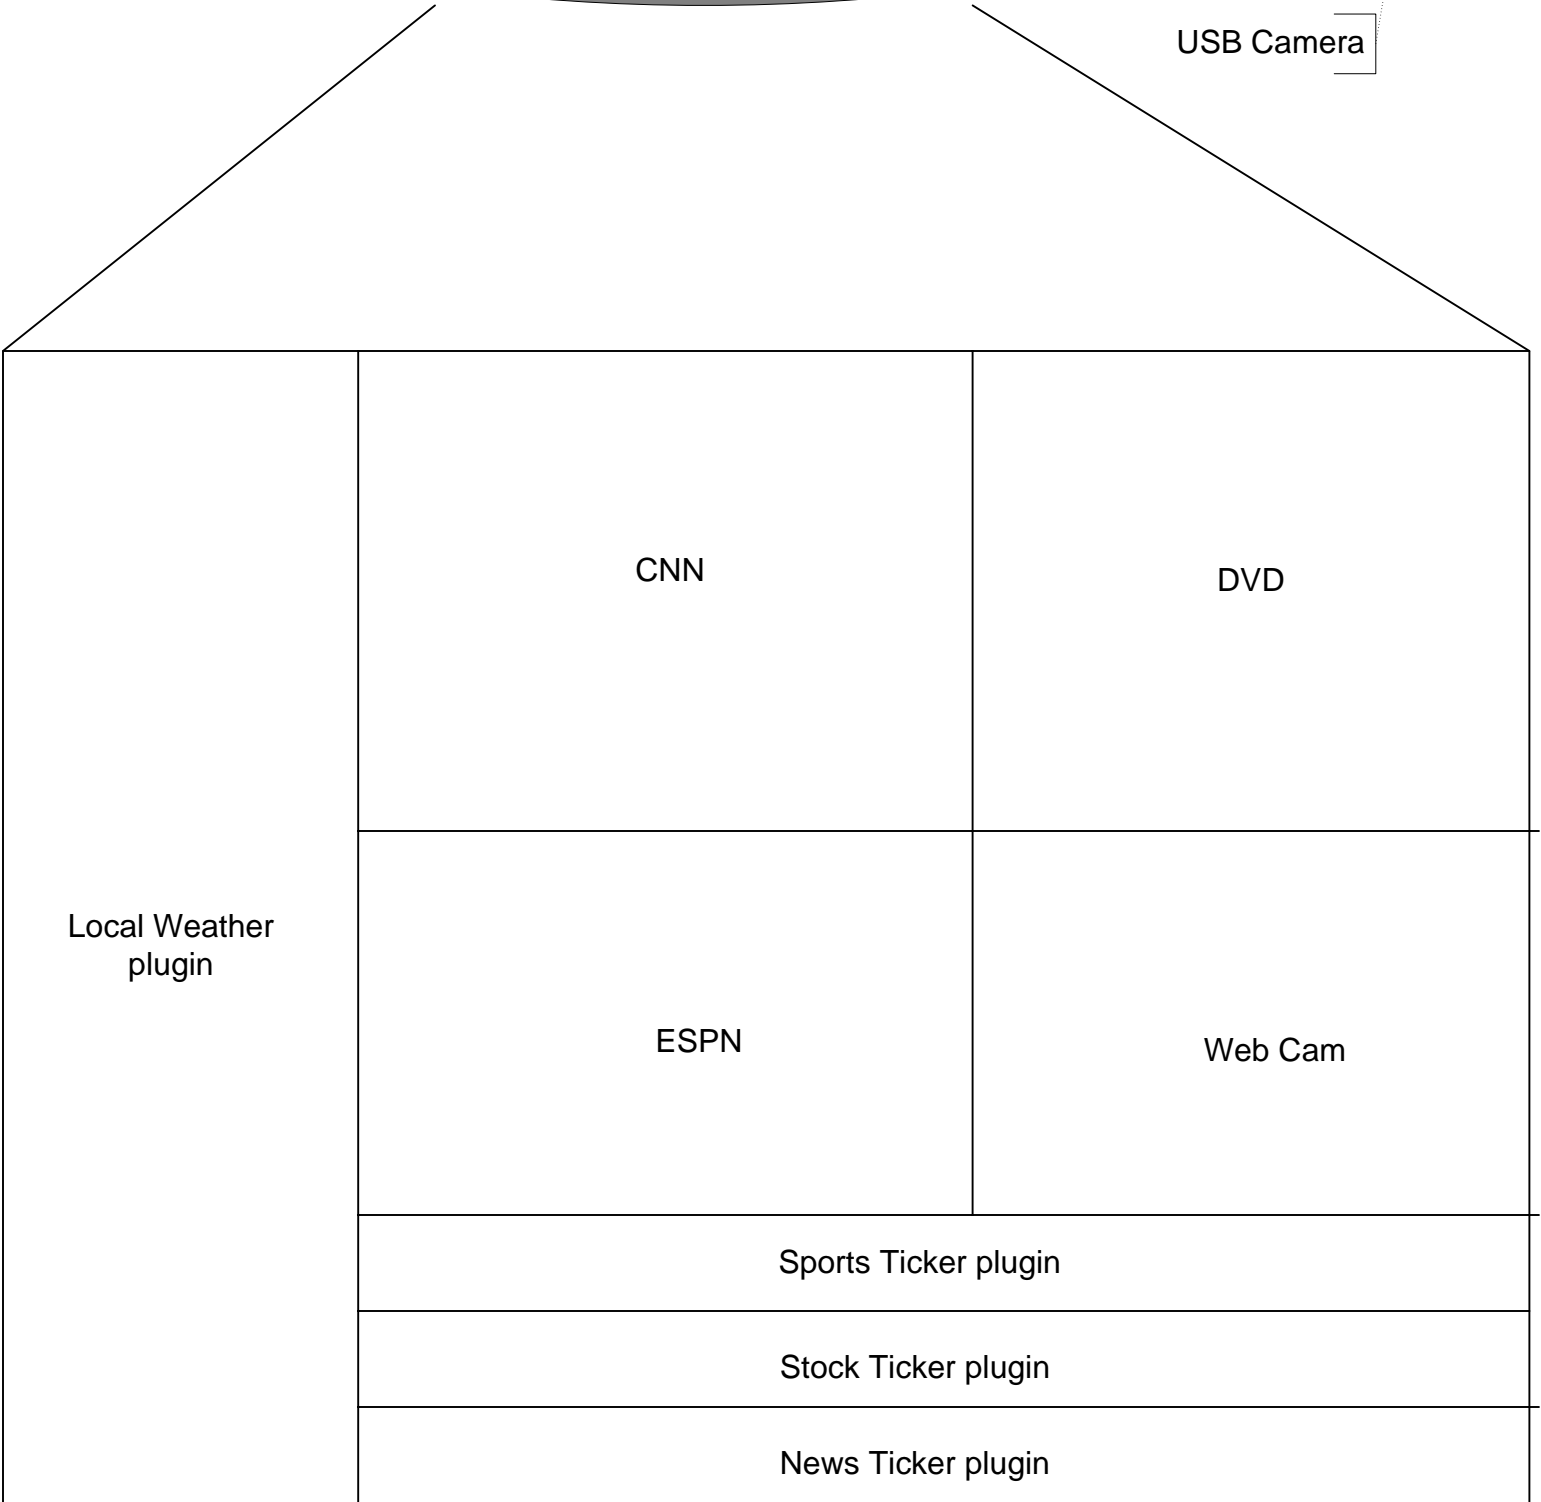 USB Camera
CNN
DVD
Local Weather
plugin
ESPN
Web Cam
Sports Ticker plugin
Stock Ticker plugin
News Ticker plugin